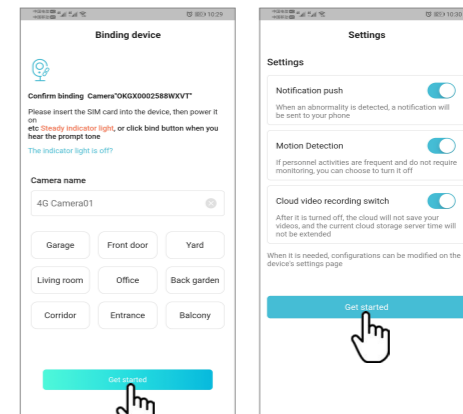 10:29
Binding device
Confirm binding Camera"OKGX0002588WXVT"
Please insert the SIM card into the device, then power it
on
etc Steady indicator light, or click bind button when you
hear the prompt tone
The indicator light is off?
Camera name
4G Camera01
Garage
Front door
Yard
Living room
Office
Back garden
Corridor
Entrance
Balcony
Get started
10:30
Settings
Settings
Notification push
When an abnormality is detected, a notification will
be sent to your phone
Motion Detection
If personnel activities are frequent and do not require
monitoring, you can choose to turn it off
Cloud video recording switch
After it is turned off, the cloud will not save your
videos, and the current cloud storage server time will
not be extended
When it is needed, configurations can be modified on the
device's settings page
Get started